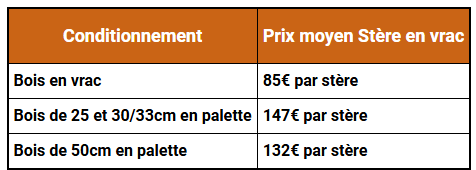 Conditionnement Prix moyen Stère en vrac
Bois en vrac 85€ par stère
Bois de 25 et 30/33cm en palette 147€ par stère
Bois de 50cm en palette 132€ par stère